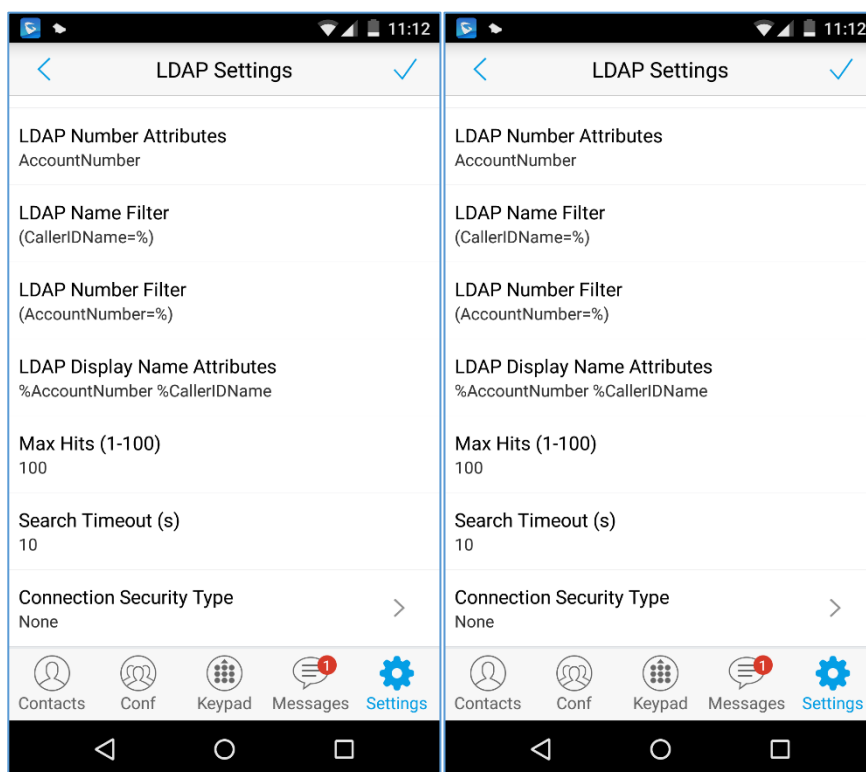 11:12
LDAP Settings
LDAP Number Attributes
AccountNumber
LDAP Name Filter
(CallerIDName=%)
LDAP Number Filter
(AccountNumber=%)
LDAP Display Name Attributes
%AccountNumber %CallerIDName
Max Hits (1-100)
100
Search Timeout (s)
10
Connection Security Type
None
1
Contacts Conf Keypad Messages Settings
11:12
LDAP Settings
LDAP Number Attributes
AccountNumber
LDAP Name Filter
(CallerIDName=%)
LDAP Number Filter
(AccountNumber=%)
LDAP Display Name Attributes
%AccountNumber %CallerIDName
Max Hits (1-100)
100
Search Timeout (s)
10
Connection Security Type
None
1
Contacts Conf Keypad Messages Settings